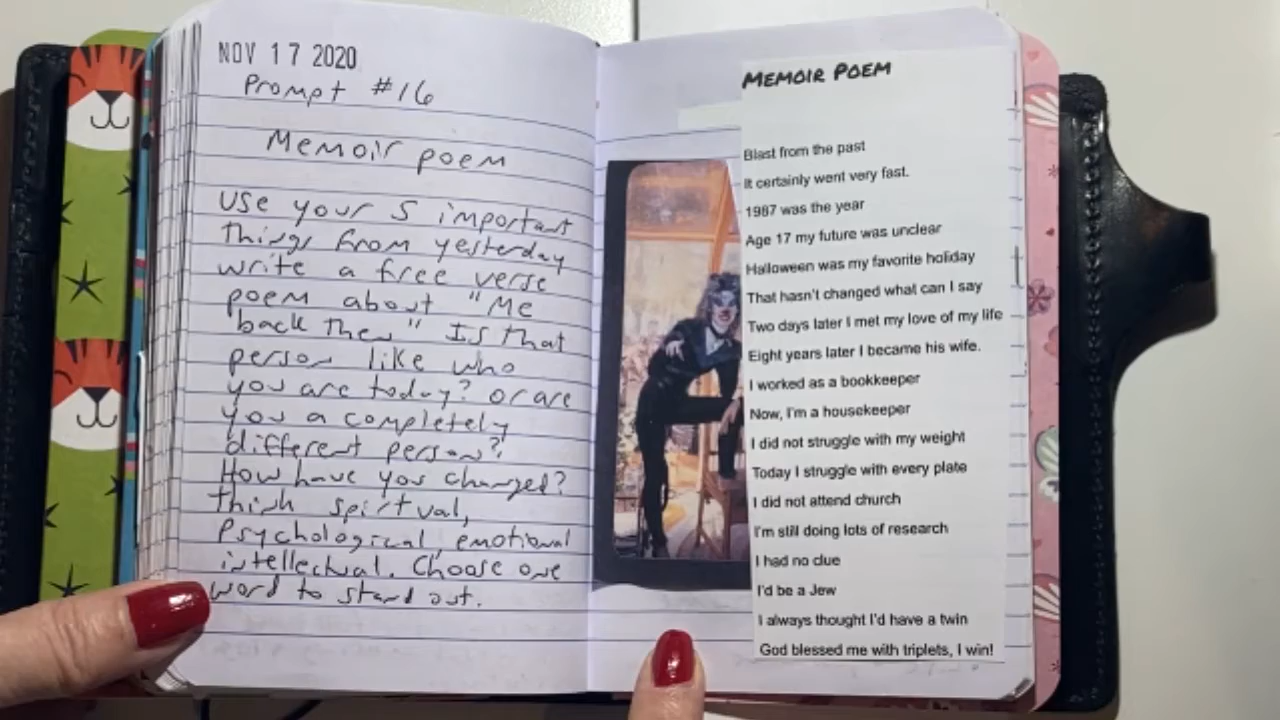 NOV 17 2020
Prompt #16
Memoir poem
Use your 5 important
things from yesterday
write a free verse
poem about "Me
back then" Is that
person like who
you are today? or are
you a completely
different person?
How have you changed?
think spirtval,
Psychological, emotional
intellectual. Choose one
word to stand out.
MEMOIR POEM
Blast from the past
It certainly went very fast.
1987 was the year
Age 17 my future was unclear
Halloween was my favorite holiday
That hasn't changed what can I say
Two days later I met my love of my life
Eight years later I became his wife.
I worked as a bookkeeper
Now, I'm a housekeeper
I did not struggle with my weight
Today I struggle with every plate
I did not attend church
I'm still doing lots of research
I had no clue
I'd be a Jew
I always thought I'd have a twin
God blessed me with triplets, I win!